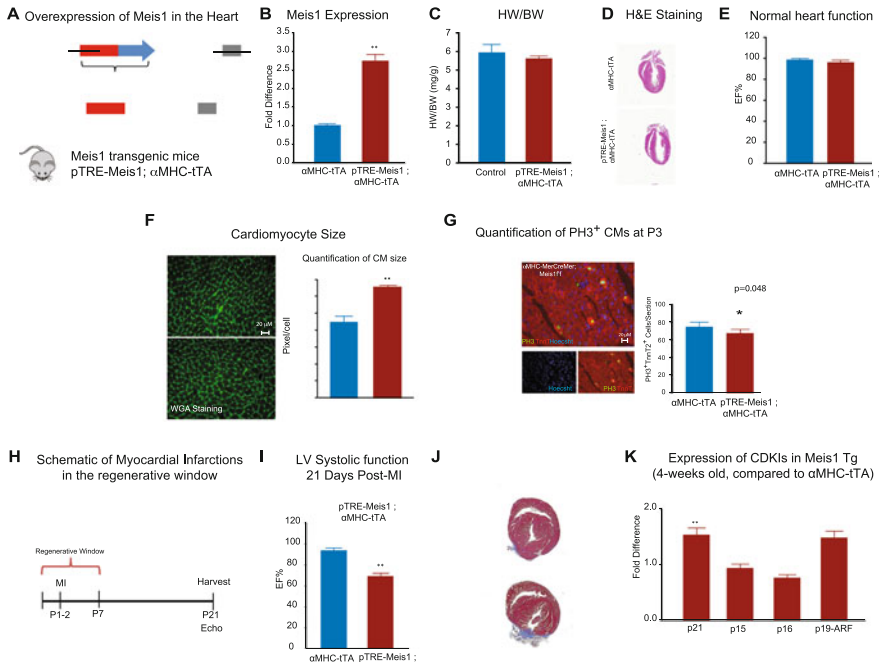 A Overexpression of Meis1 in the Heart
Meis1 transgenic mice
pTRE-Meis1; αMHC-tTA
B Meis1 Expression
Fold Difference
3.5
3.0
2.5
2.0
1.5
1.0
0.5
0.0
**
αMHC-tTA
pTRE-Meis1 ;
αMHC-tTA
C HW/BW
HW/BW (mg/g)
7
6
5
4
3
2
1
0
Control
pTRE-Meis1 ;
αMHC-tTA
D H&E Staining
αMHC-tTA
pTRE-Meis1 ;
αMHC-tTA
E Normal heart function
EF%
120
100
80
60
40
20
0
αMHC-tTA
pTRE-Meis1 ;
αMHC-tTA
F Cardiomyocyte Size
20 μM
WGA Staining
Quantification of CM size
Pixel/cell
**
G Quantification of PH3⁺ CMs at P3
αMHC-MerCreMer;
Meis1f/f
PH3 TnnT2 Hoecsht
20 μM
Hoecsht
PH3
p=0.048
PH3⁺TnnT2⁺ Cells/Section
100
80
60
40
20
0
*
αMHC-tTA
pTRE-Meis1 ;
αMHC-tTA
H Schematic of Myocardial Infarctions
in the regenerative window
Regenerative Window
MI
Harvest
P1-2
P7
P21
Echo
I LV Systolic function
21 Days Post-MI
pTRE-Meis1 ;
αMHC-tTA
EF%
120
100
80
60
40
20
0
**
αMHC-tTA
pTRE-Meis1 ;
J
K Expression of CDKIs in Meis1 Tg
(4-weeks old, compared to αMHC-tTA)
Fold Difference
2.0
1.0
2.0
**
p21
p15
p16
p19-ARF